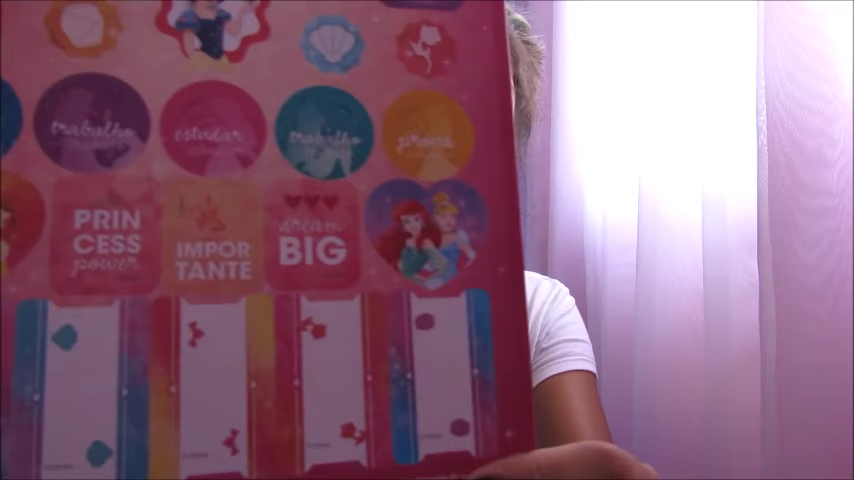 trabalho estudar trabalho prova
PRIN
CESS
power
IMPOR
TANTE
dream
BIG